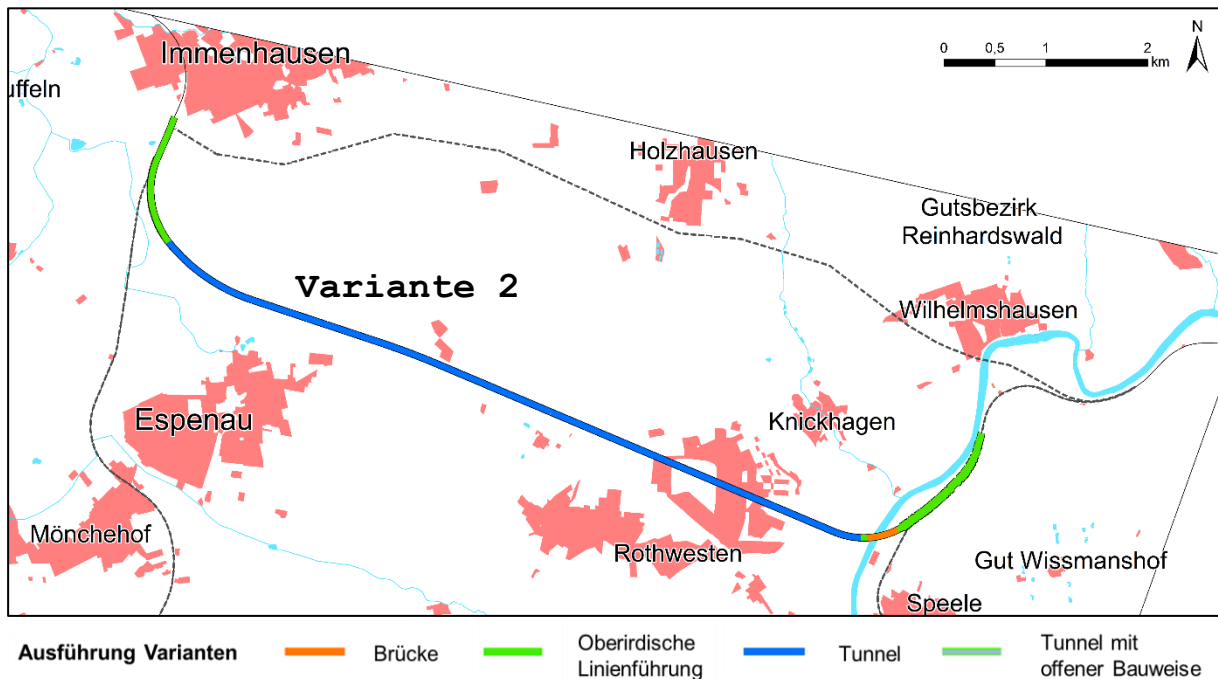 Immenhausen
uffeln
N
0 0,5 1 2
km
Holzhausen
Gutsbezirk
Reinhardswald
Variante 2
Wilhelmshausen
Espenau
Knickhagen
Mönchehof
Rothwesten
Gut Wissmanshof
Speele
Ausführung Varianten
Brücke
Oberirdische
Linienführung
Tunnel
Tunnel mit
offener Bauweise